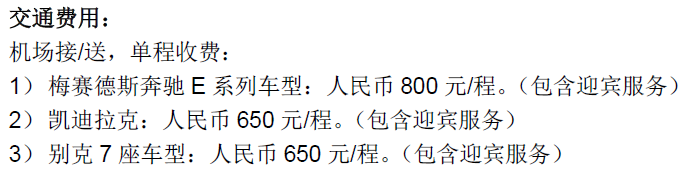 交通费用：
机场接/送，单程收费：
1） 梅赛德斯奔驰 E 系列车型：人民币 800 元/程。（包含迎宾服务）
2） 凯迪拉克：人民币 650 元/程。（包含迎宾服务）
3） 别克 7 座车型：人民币 650 元/程。（包含迎宾服务）